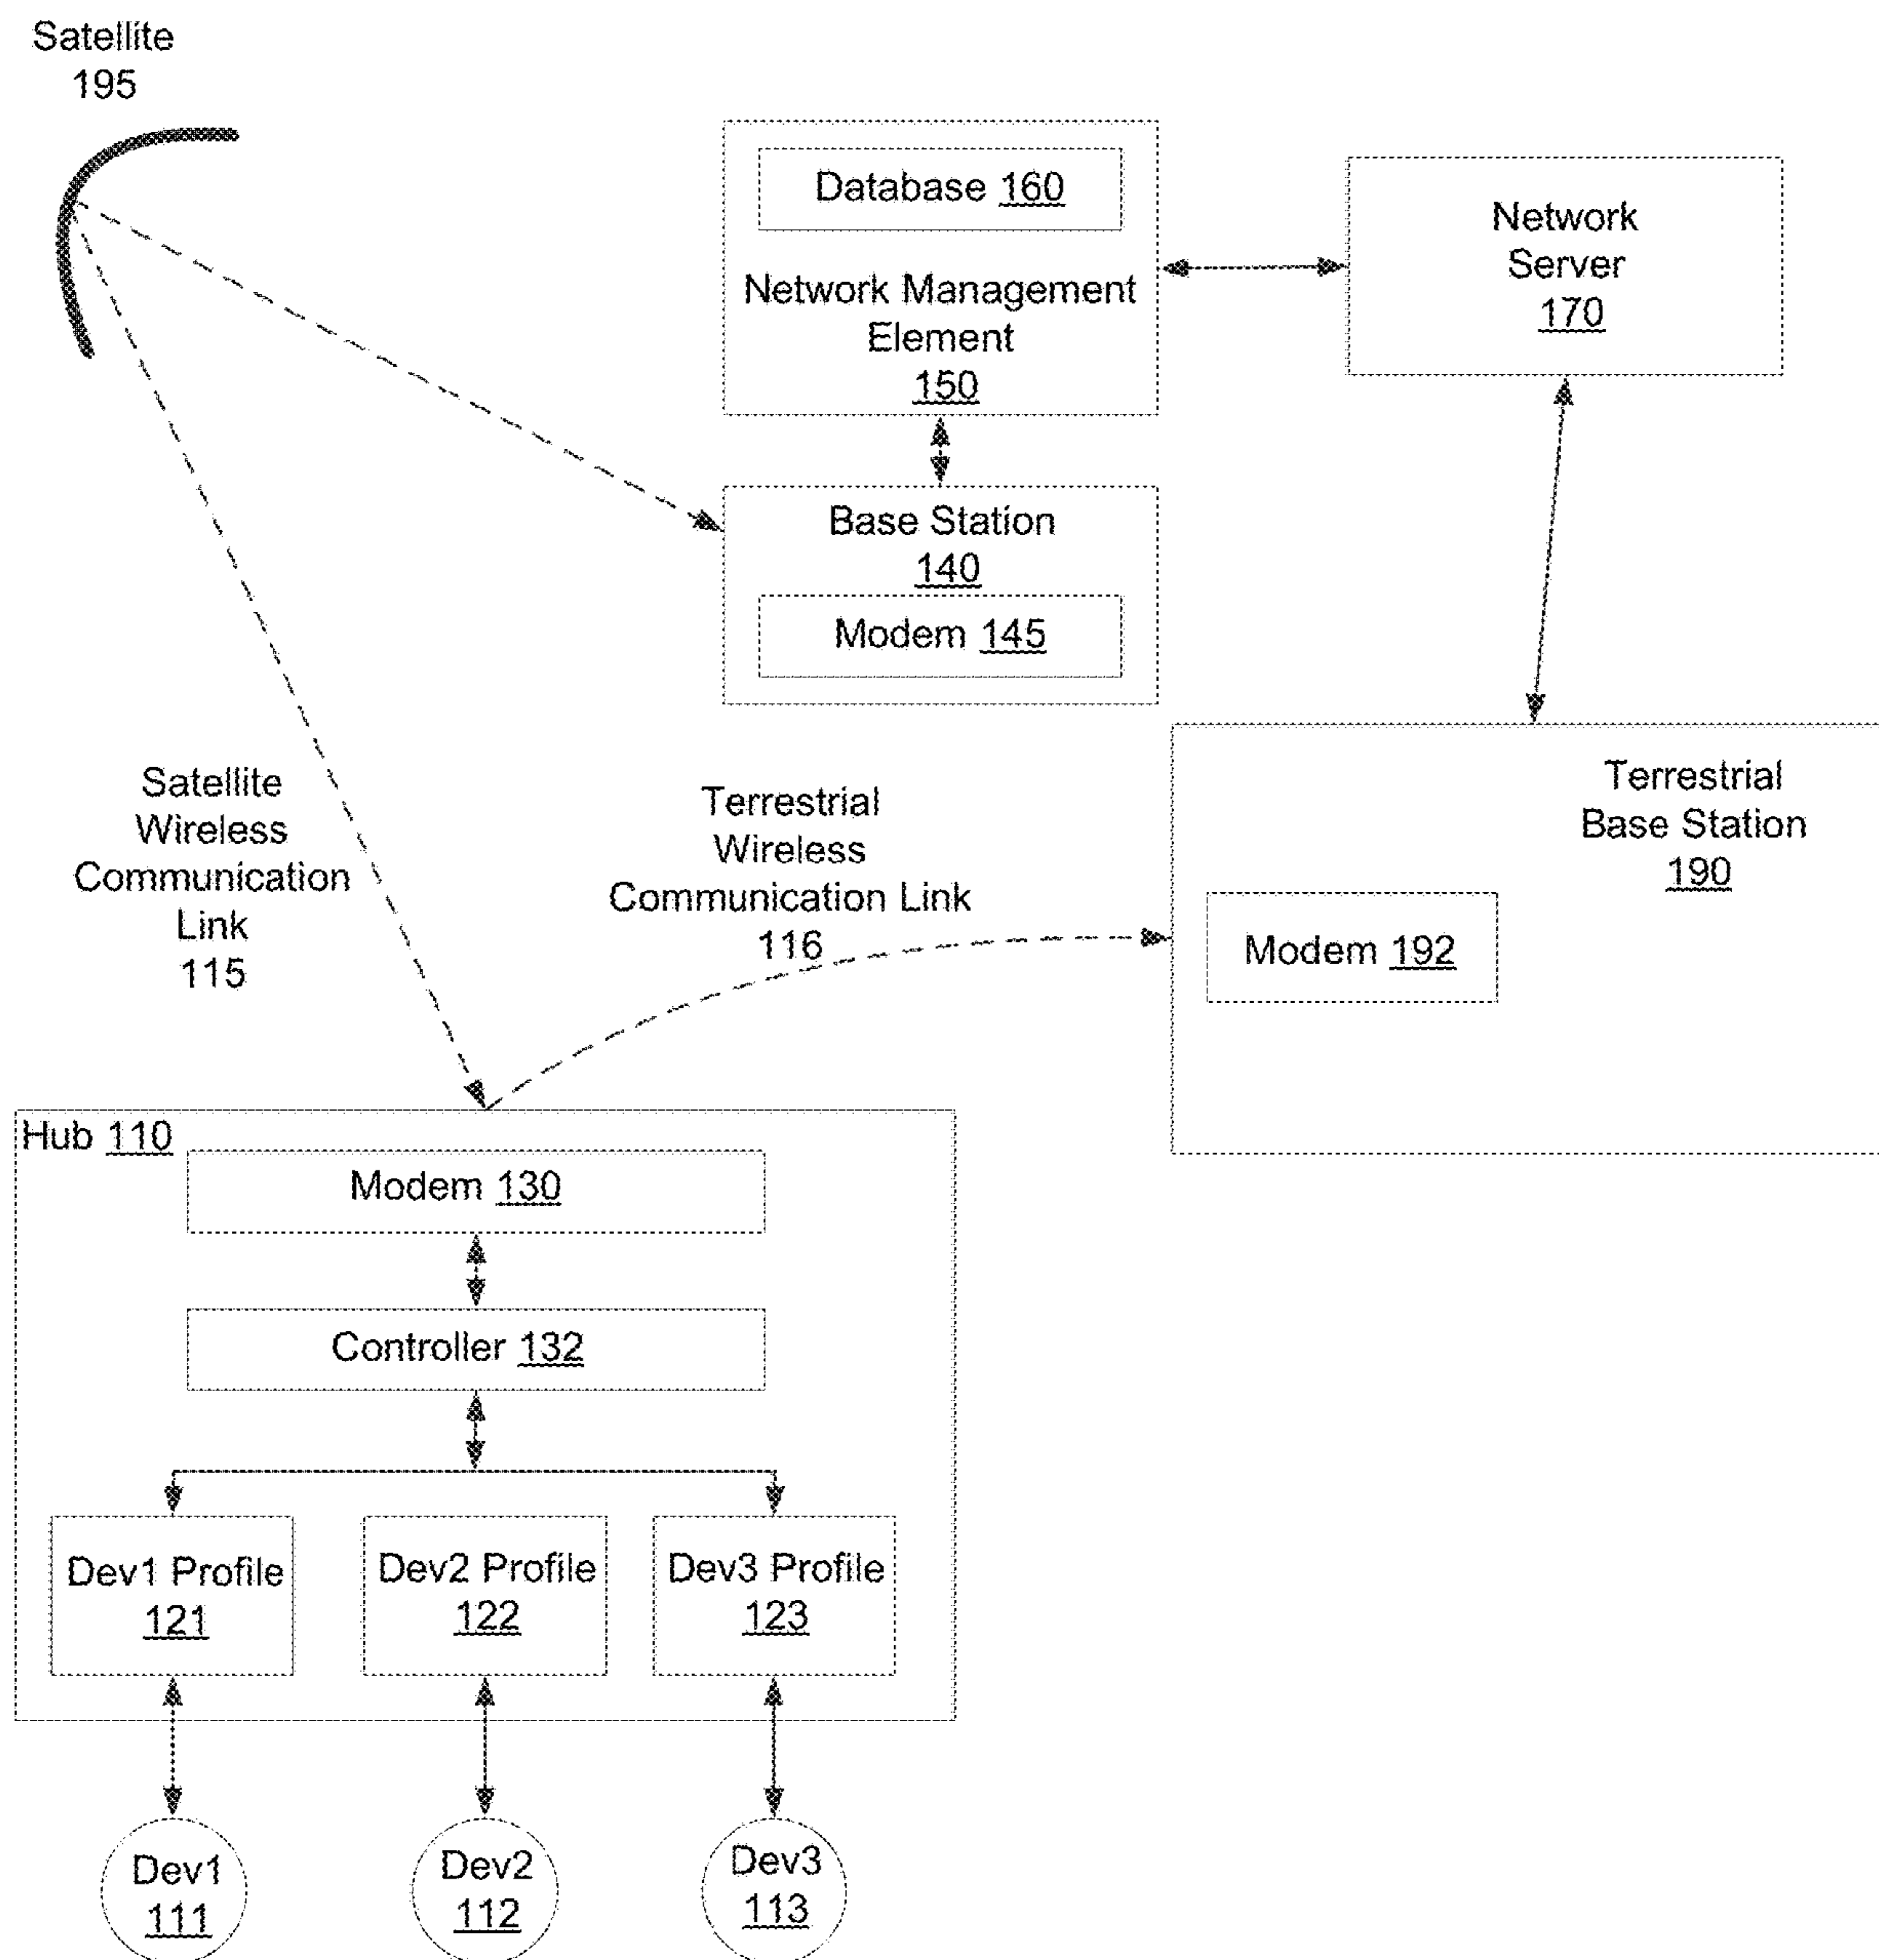 Satellite
195
Database 160
Network Management
Element
150
Network
Server
170
Base Station
140
Modem 145
Satellite
Wireless
Communication
Link
115
Terrestrial
Wireless
Communication Link
116
Terrestrial
Base Station
190
Modem 192
Hub 110
Modem 130
Controller 132
Dev1 Profile
121
Dev2 Profile
122
Dev3 Profile
123
Dev1
111
Dev2
112
Dev3
113